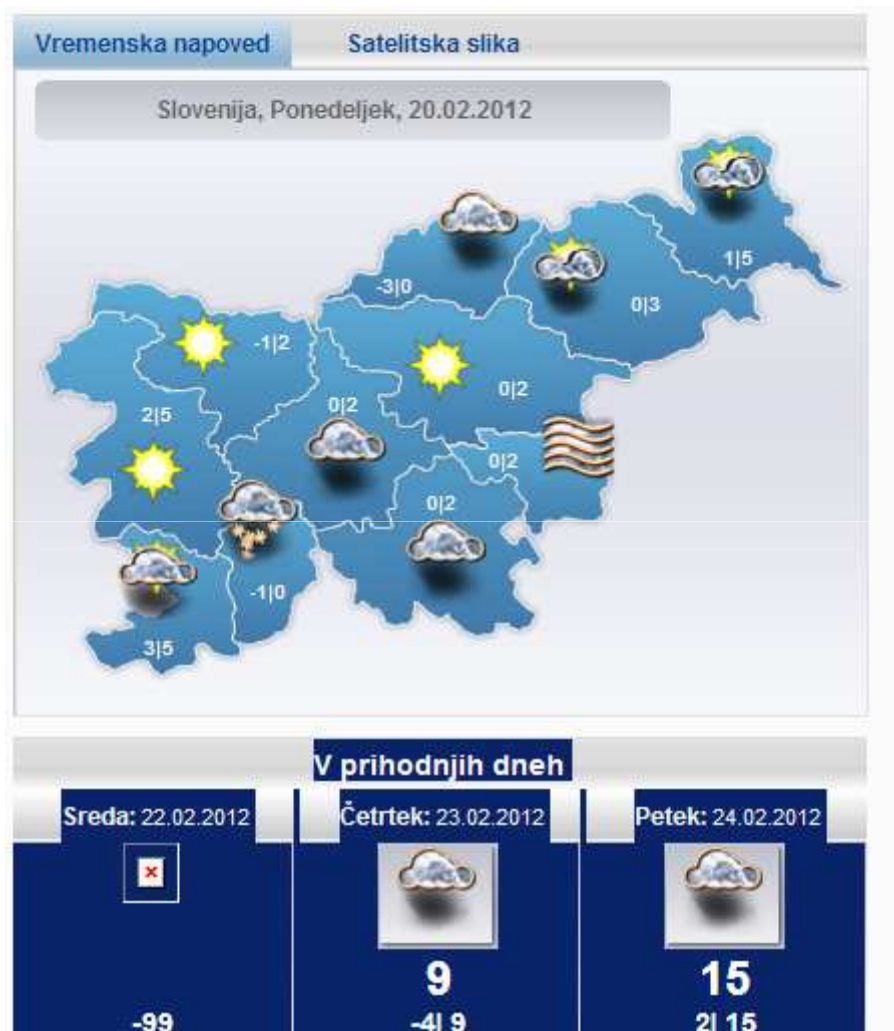 Vremenska napoved Satelitska slika
Slovenija, Ponedeljek, 20.02.2012
1|5
-3|0
0|3
-1|2
0|2
0|2
2|5
0|2
0|2
-1|0
3|5
V prihodnjih dneh
Sreda: 22.02.2012 Četrtek: 23.02.2012 Petek: 24.02.2012
9 15
-99 -4| 9 2| 15